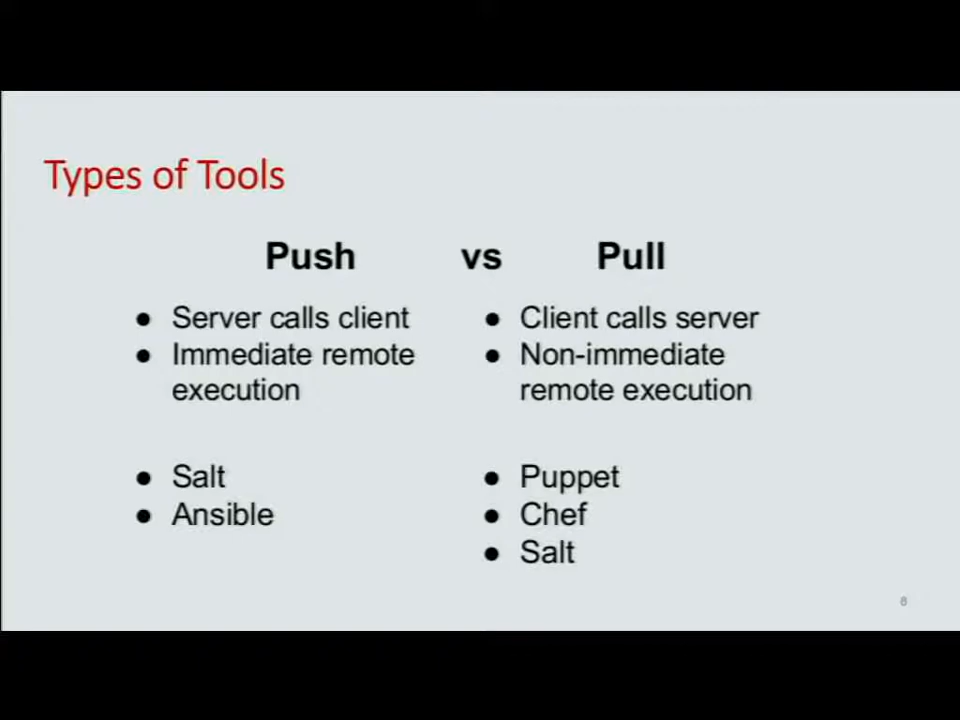 Types of Tools
Push vs Pull
● Server calls client
● Immediate remote
execution
● Salt
● Ansible
● Client calls server
● Non-immediate
remote execution
● Puppet
● Chef
● Salt